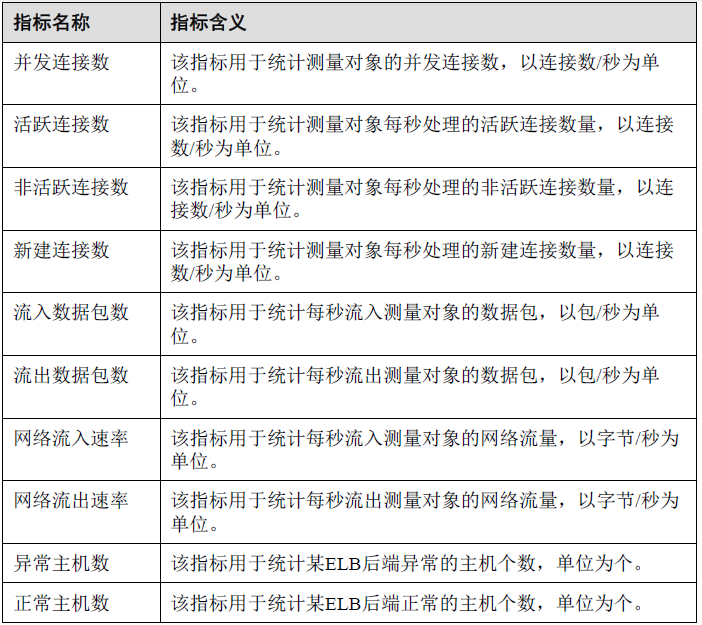 指标名称 指标含义
并发连接数 该指标用于统计测量对象的并发连接数，以连接数/秒为单
位。
活跃连接数 该指标用于统计测量对象每秒处理的活跃连接数量，以连接
数/秒为单位。
非活跃连接数 该指标用于统计测量对象每秒处理的非活跃连接数量，以连
接数/秒为单位。
新建连接数 该指标用于统计测量对象每秒处理的新建连接数量，以连接
数/秒为单位。
流入数据包数 该指标用于统计每秒流入测量对象的数据包，以包/秒为单
位。
流出数据包数 该指标用于统计每秒流出测量对象的数据包，以包/秒为单
位。
网络流入速率 该指标用于统计每秒流入测量对象的网络流量，以字节/秒为
单位。
网络流出速率 该指标用于统计每秒流出测量对象的网络流量，以字节/秒为
单位。
异常主机数 该指标用于统计某ELB后端异常的主机个数，单位为个。
正常主机数 该指标用于统计某ELB后端正常的主机个数，单位为个。